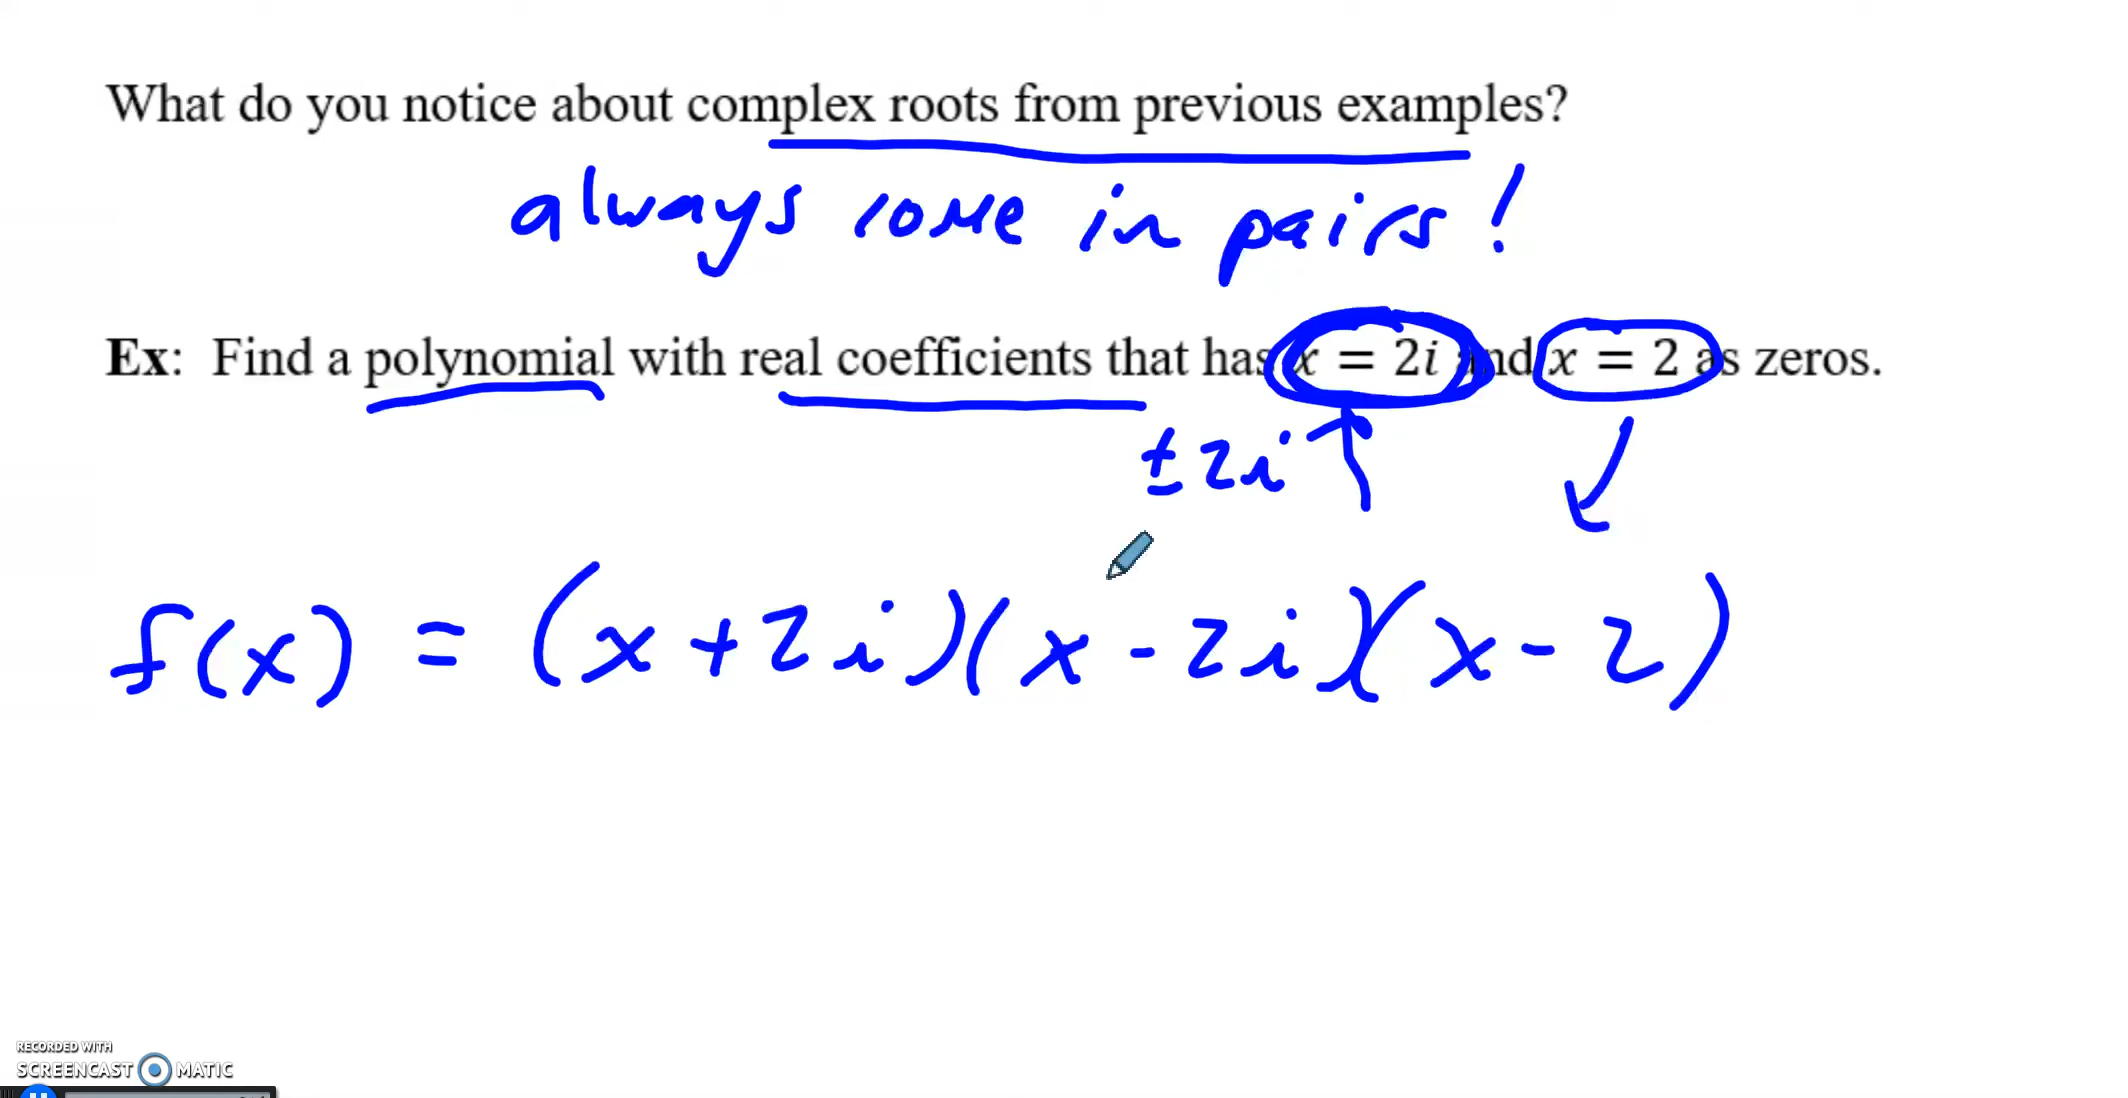 What do you notice about complex roots from previous examples?
always come in pairs!
Ex: Find a polynomial with real coefficients that has x = 2i and x = 2 as zeros.
±2i
f(x) = (x+2i)(x-2i)(x-2)
RECORDED WITH
SCREENCAST MATIC